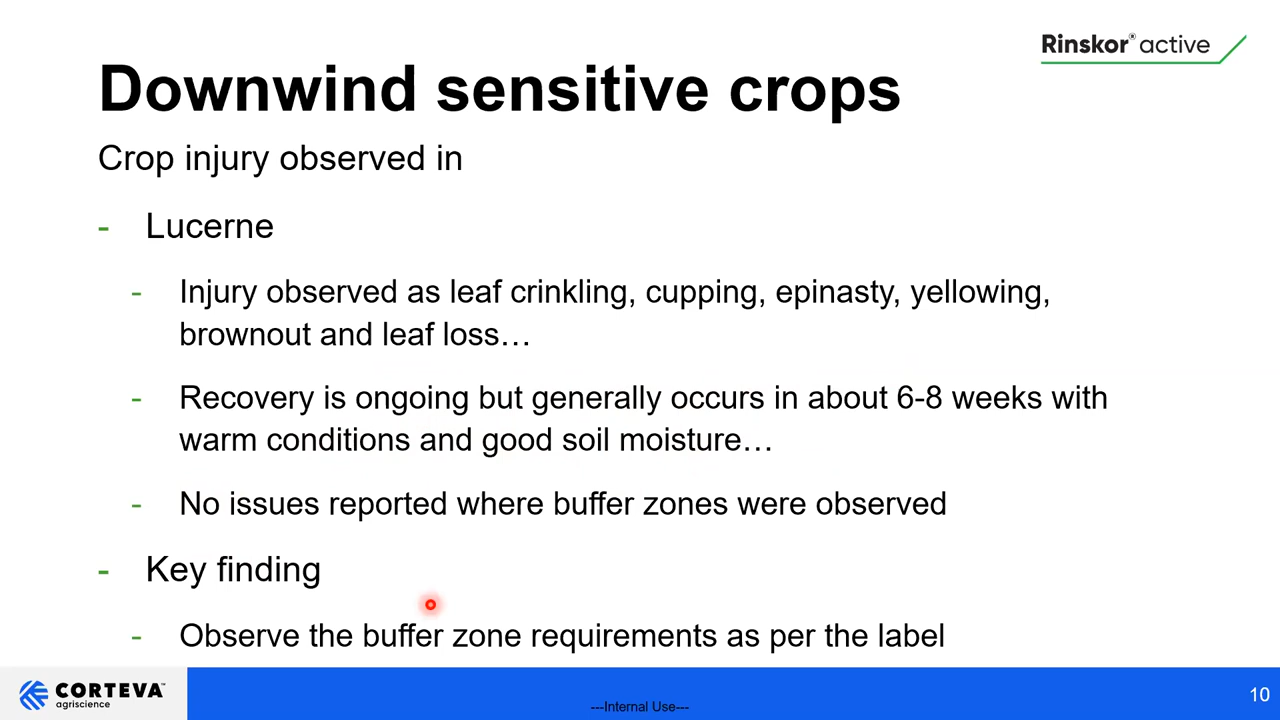 Rinskor® active
Downwind sensitive crops
Crop injury observed in
- Lucerne
- Injury observed as leaf crinkling, cupping, epinasty, yellowing,
brownout and leaf loss…
- Recovery is ongoing but generally occurs in about 6-8 weeks with
warm conditions and good soil moisture…
- No issues reported where buffer zones were observed
- Key finding
- Observe the buffer zone requirements as per the label
CORTEVA™
agriscience
---Internal Use---
10